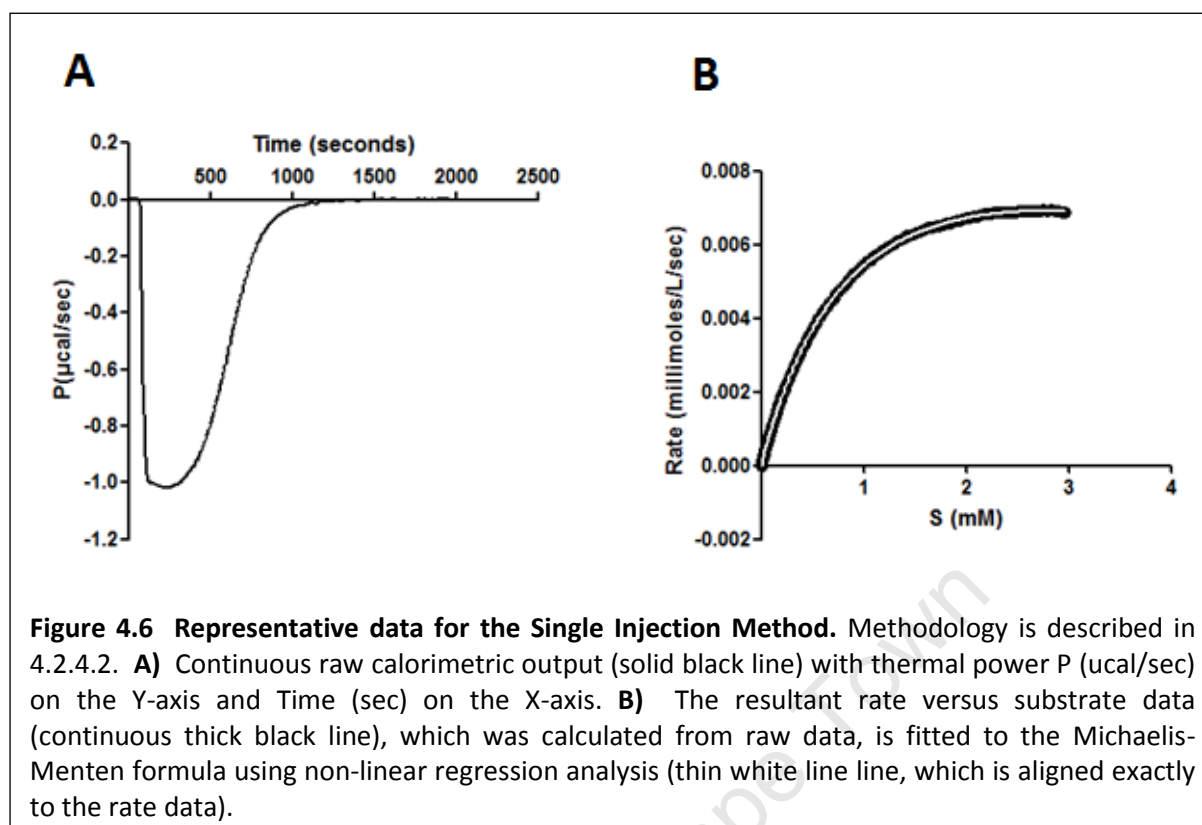 A
B
0.2
Time (seconds)
500 1000 1500 2000 2500
0.0
-0.2
-0.4
-0.6
-0.8
-1.0
-1.2
P(µcal/sec)
0.008
0.006
0.004
0.002
0.000
-0.002
Rate (millimoles/L/sec)
1 2 3 4
S (mM)
Figure 4.6 Representative data for the Single Injection Method. Methodology is described in
4.2.4.2. A) Continuous raw calorimetric output (solid black line) with thermal power P (ucal/sec)
on the Y-axis and Time (sec) on the X-axis. B) The resultant rate versus substrate data
(continuous thick black line), which was calculated from raw data, is fitted to the Michaelis-
Menten formula using non-linear regression analysis (thin white line line, which is aligned exactly
to the rate data).
Town